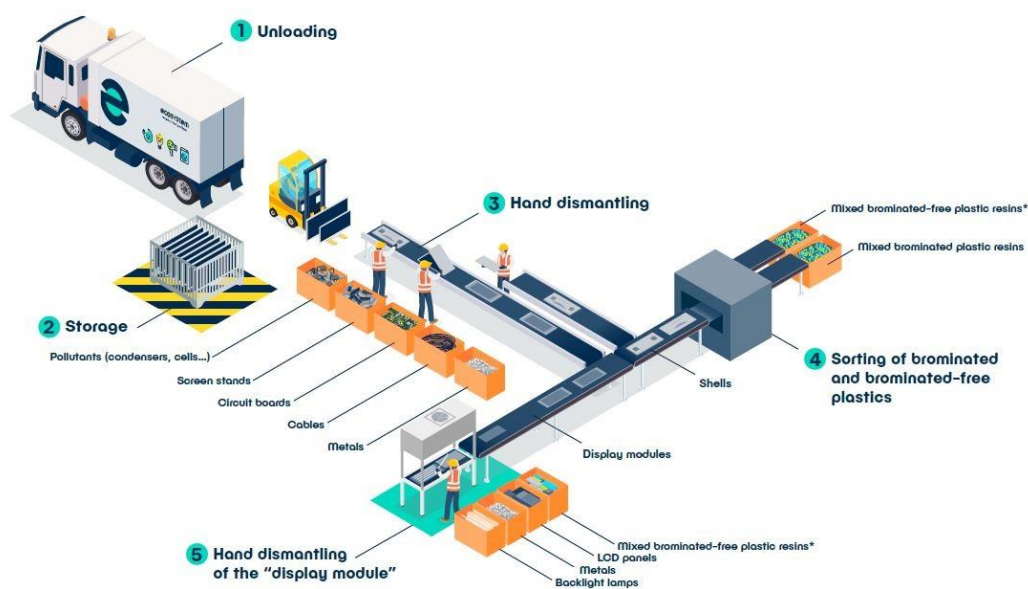 1 Unloading
ecosystem
3 Hand dismantling
Mixed brominated-free plastic resins*
Mixed brominated plastic resins
2 Storage
Pollutants (condensers, cells...)
Screen stands
Circuit boards
Cables
Metals
Shells
4 Sorting of brominated
and brominated-free
plastics
Display modules
5 Hand dismantling
of the “display module”
Mixed brominated-free plastic resins*
LCD panels
Metals
Backlight lamps